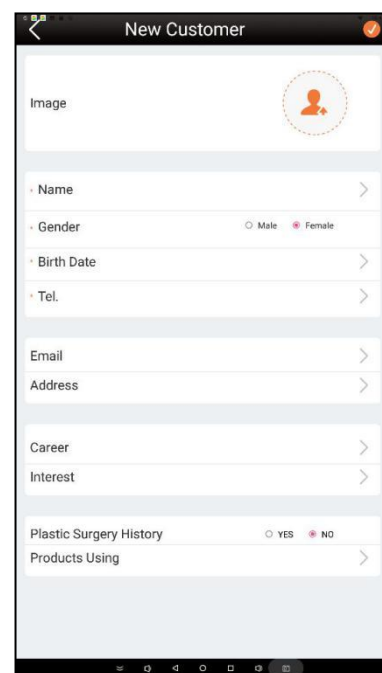 New Customer
Image
* Name
* Gender Male Female
* Birth Date
* Tel.
Email
Address
Career
Interest
Plastic Surgery History YES NO
Products Using